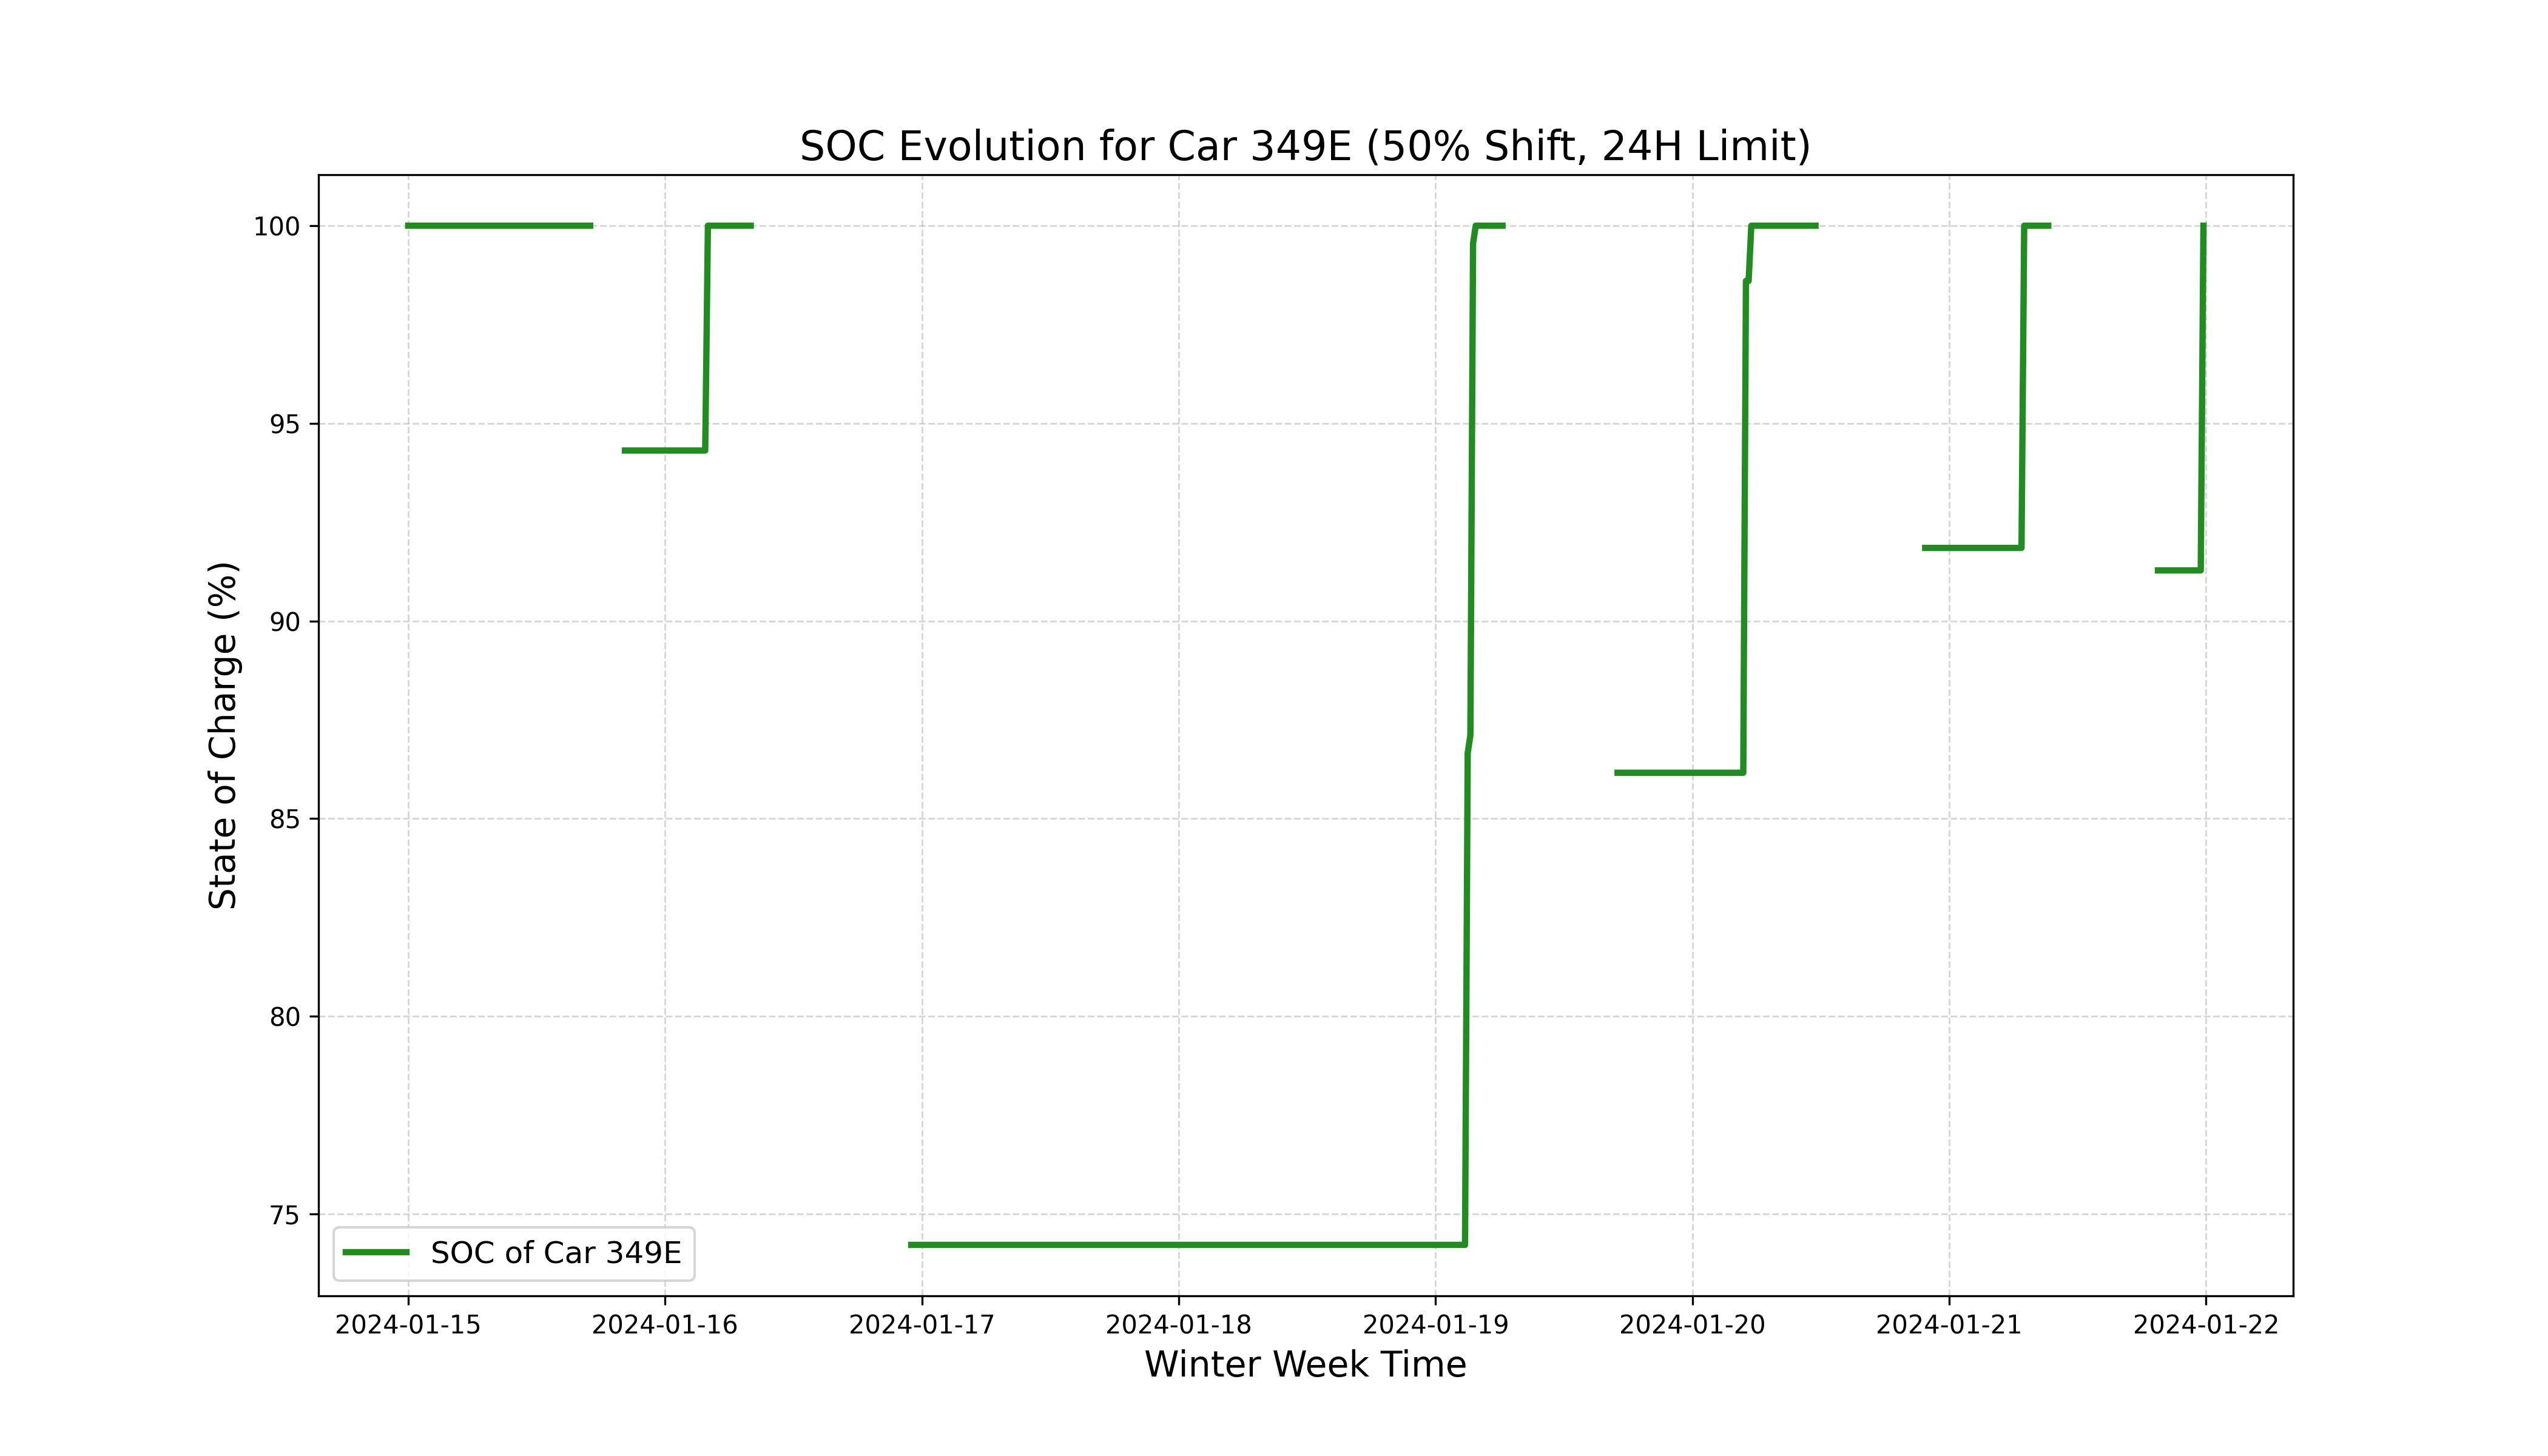 SOC Evolution for Car 349E (50% Shift, 24H Limit)
State of Charge (%)
100
95
90
85
80
75
SOC of Car 349E
2024-01-15 2024-01-16 2024-01-17 2024-01-18 2024-01-19 2024-01-20 2024-01-21 2024-01-22
Winter Week Time